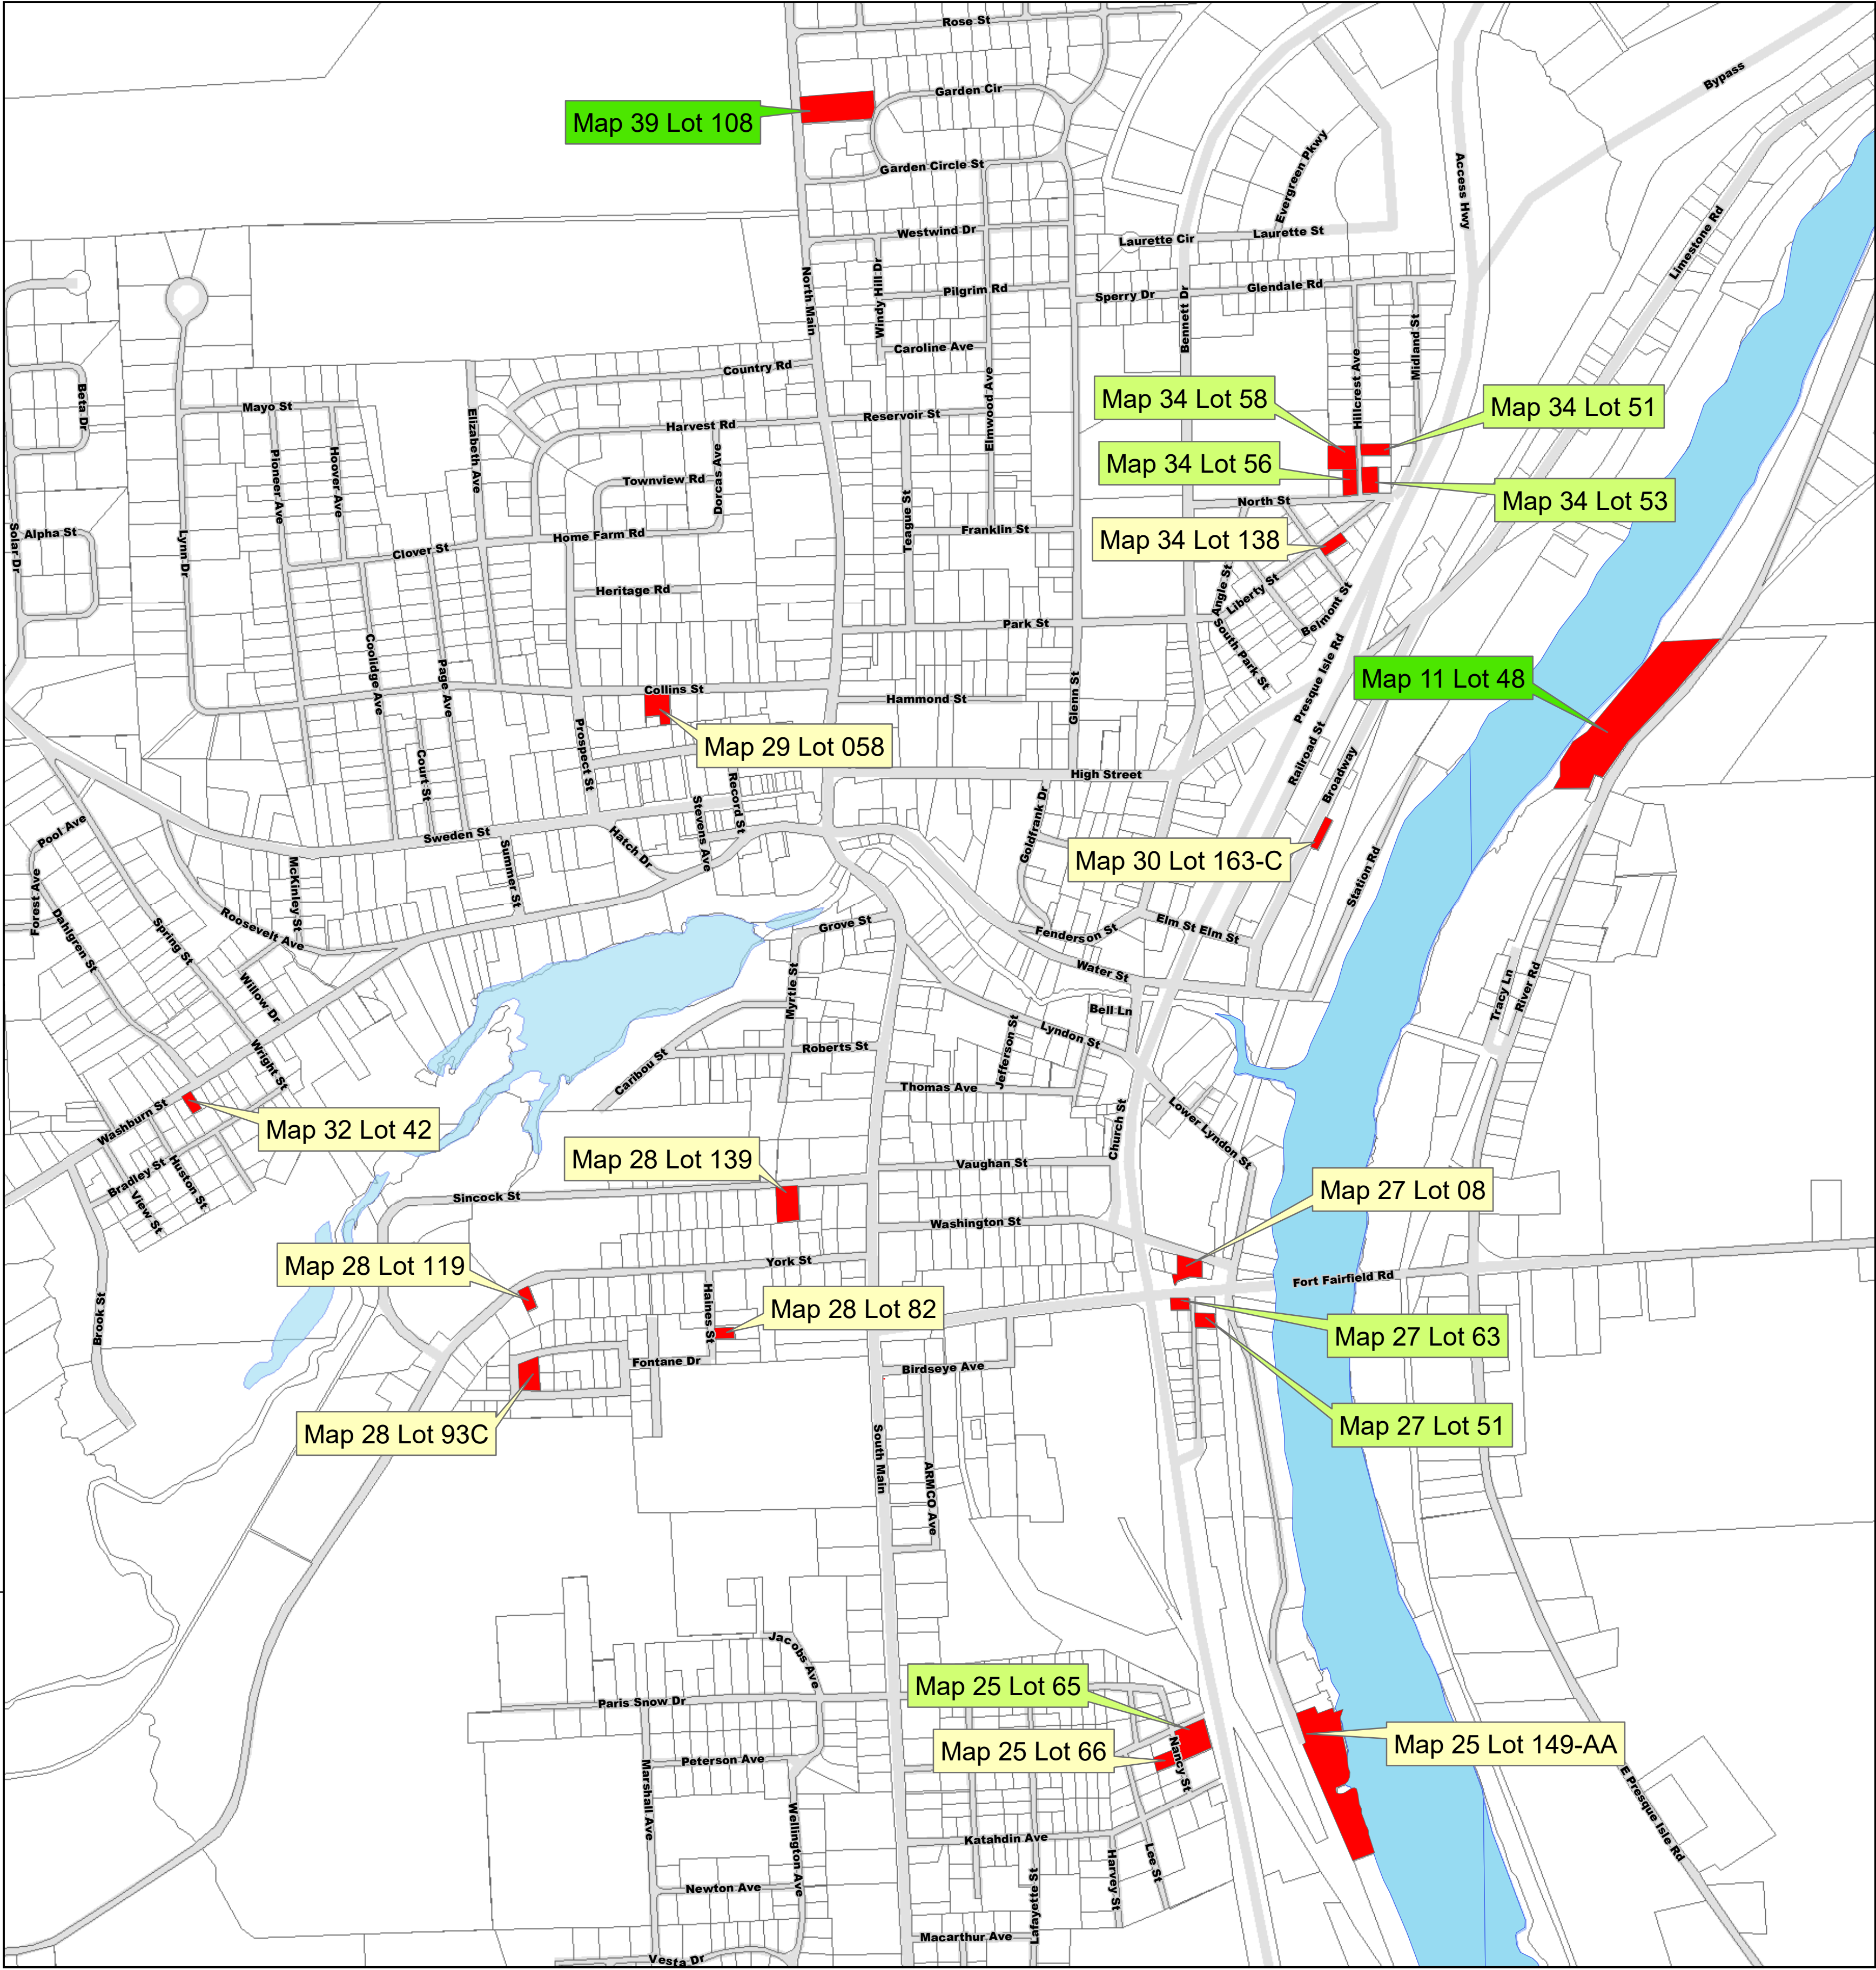 Rose St
Garden Cir
Map 39 Lot 108
Bypass
Evergreen Pkwy
Access Hwy
Garden Circle St
Limestone Rd
Westwind Dr
Laurette Cir
Laurette St
North Main
Windy Hill Dr
Pilgrim Rd
Sperry Dr
Glendale Rd
Bennett Dr
Midland St
Caroline Ave
Country Rd
Hillcrest Ave
Beta Dr
Mayo St
Elizabeth Ave
Harvest Rd
Reservoir St
Elmwood Ave
Map 34 Lot 58
Map 34 Lot 51
Pioneer Ave
Hoover Ave
Townview Rd
Dorcas Ave
Map 34 Lot 56
Map 34 Lot 53
North St
Solar Dr
Alpha St
Lynn Dr
Clover St
Home Farm Rd
Teague St
Franklin St
Map 34 Lot 138
Heritage Rd
Angle St
Liberty St
Belmont St
Park St
South Park St
Coolidge Ave
Page Ave
Presque Isle Rd
Map 11 Lot 48
Collins St
Hammond St
Glenn St
Prospect St
Map 29 Lot 058
Court St
Record St
High Street
Railroad St
Broadway
Pool Ave
Sweden St
Stevens Ave
Hatch Dr
Goldfrank Dr
Map 30 Lot 163-C
Station Rd
Forest Ave
McKinley St
Summer St
Dahlgren St
Spring St
Roosevelt Ave
Grove St
Fenderson St
Elm St
Elm St
Water St
Willow Dr
Myrtle St
Tracy Ln
River Rd
Bell Ln
Lyndon St
Jefferson St
Wright St
Caribou St
Roberts St
Thomas Ave
Washburn St
Map 32 Lot 42
Church St
Lower Lyndon St
Bradley St
Huston St
View St
Map 28 Lot 139
Vaughan St
Sincock St
Map 27 Lot 08
Washington St
Map 28 Lot 119
York St
Fort Fairfield Rd
Brook St
Haines St
Map 28 Lot 82
Map 27 Lot 63
Fontane Dr
Birdseye Ave
Map 28 Lot 93C
Map 27 Lot 51
South Main
ARMCO Ave
Jacobs Ave
Map 25 Lot 65
Paris Snow Dr
Map 25 Lot 66
Nancy St
Map 25 Lot 149-AA
Peterson Ave
Marshall Ave
Wellington Ave
E Presque Isle Rd
Katahdin Ave
Lee St
Harvey St
Newton Ave
Lafayette St
Macarthur Ave
Vesta Dr